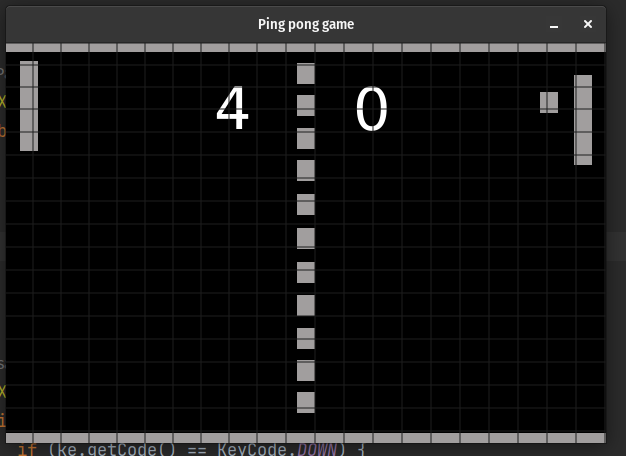 Ping pong game
4 0
X
b
X
i
if (ke.getCode() == KeyCode.DOWN) {